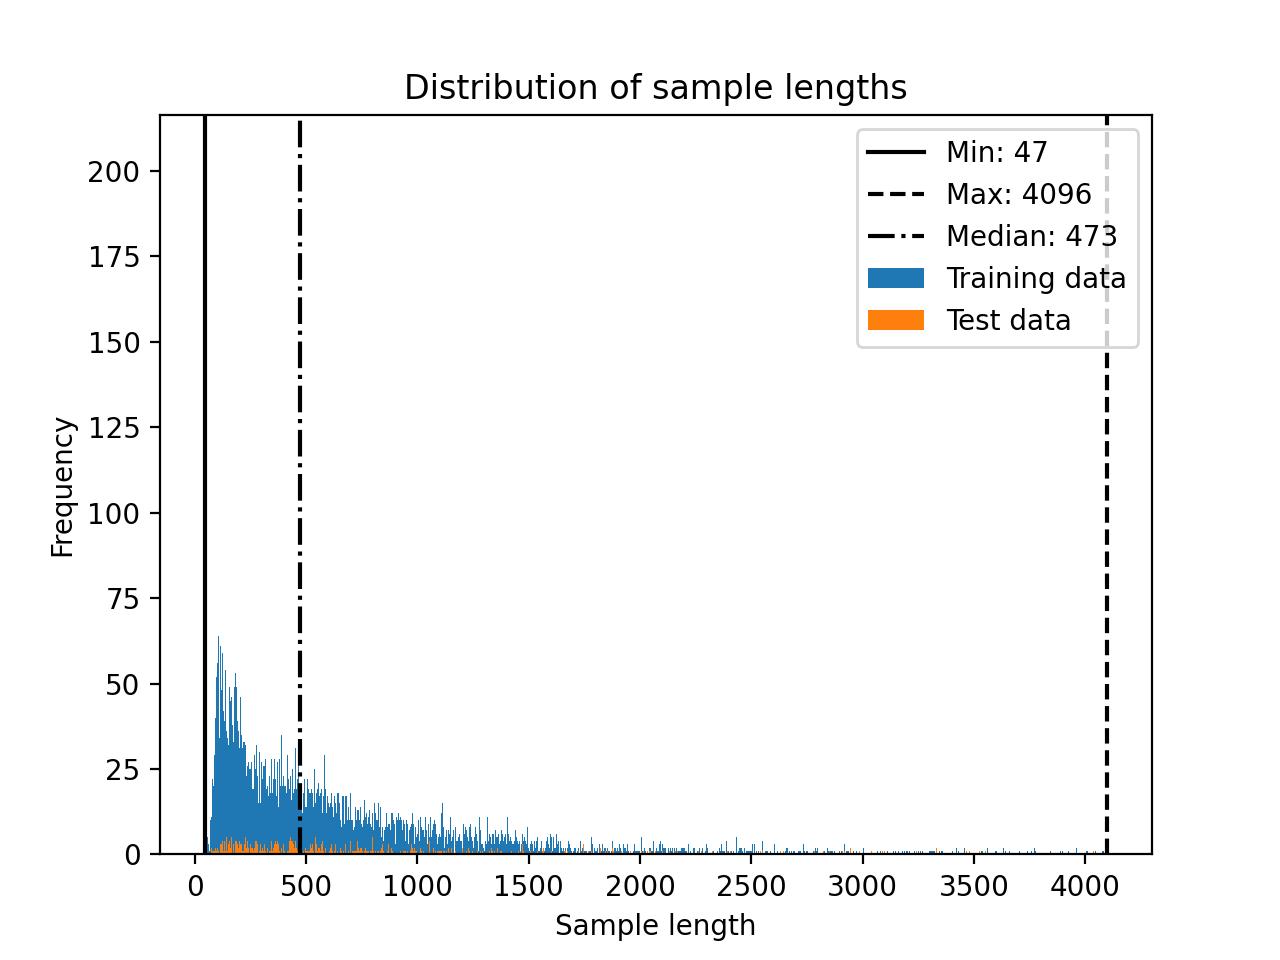 Distribution of sample lengths
Min: 47
Max: 4096
Median: 473
Training data
Test data
Frequency
200
175
150
125
100
75
50
25
0
0 500 1000 1500 2000 2500 3000 3500 4000
Sample length